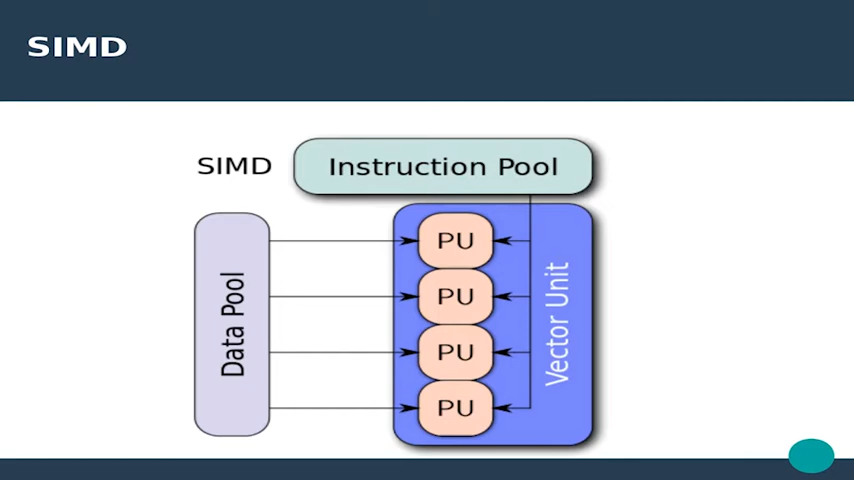 SIMD
SIMD
Instruction Pool
Data Pool
PU
PU
PU
PU
Vector Unit